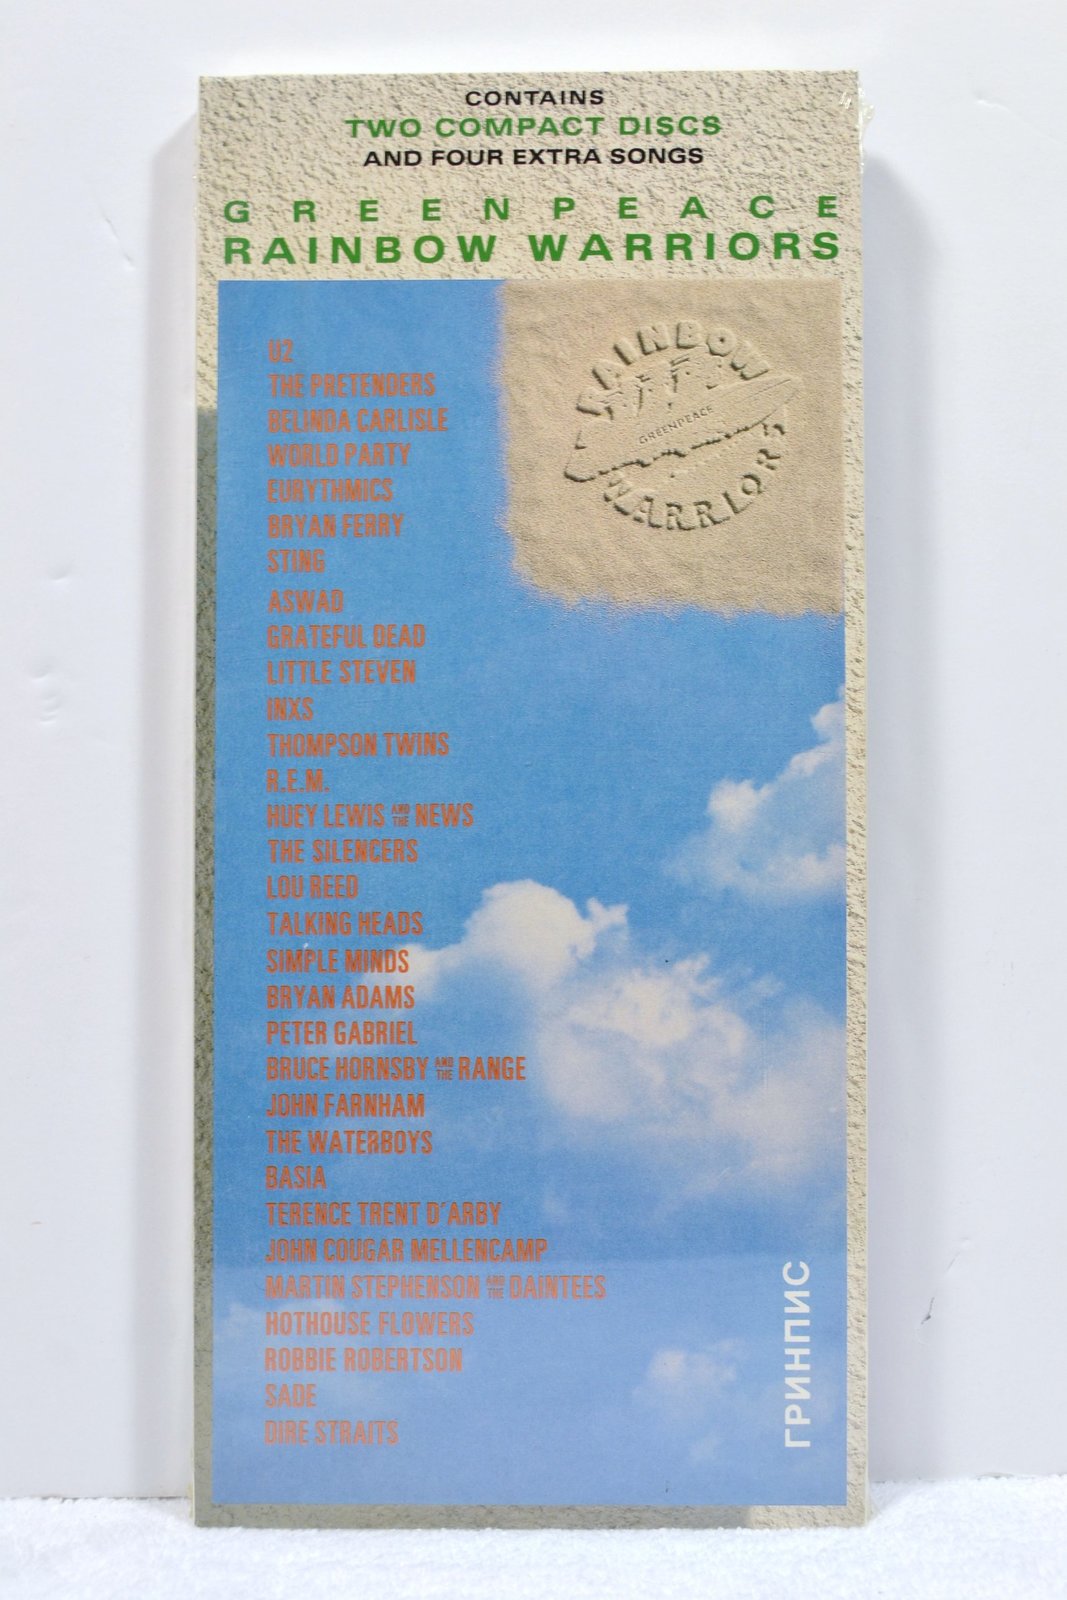 CONTAINS
TWO COMPACT DISCS
AND FOUR EXTRA SONGS
GREENPEACE
RAINBOW WARRIORS
RAINBOW
GREENPEACE
WARRIORS
U2
THE PRETENDERS
BELINDA CARLISLE
WORLD PARTY
EURYTHMICS
BRYAN FERRY
STING
ASWAD
GRATEFUL DEAD
LITTLE STEVEN
INXS
THOMPSON TWINS
R.E.M.
HUEY LEWIS AND THE NEWS
THE SILENCERS
LOU REED
TALKING HEADS
SIMPLE MINDS
BRYAN ADAMS
PETER GABRIEL
BRUCE HORNSBY AND THE RANGE
JOHN FARNHAM
THE WATERBOYS
BASIA
TERENCE TRENT D'ARBY
JOHN COUGAR MELLENCAMP
MARTIN STEPHENSON AND THE DAINTEES
HOTHOUSE FLOWERS
ROBBIE ROBERTSON
SADE
DIRE STRAITS
ГРИНПИС